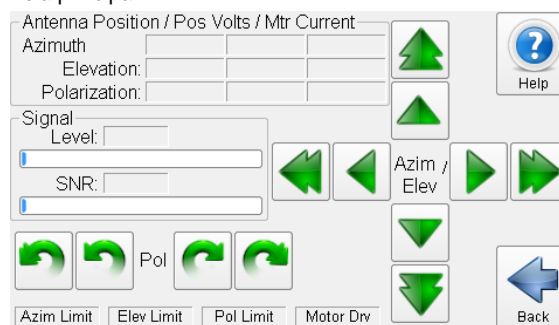 Antenna Position / Pos Volts / Mtr Current
Azimuth
Elevation:
Polarization:
Help
Signal
Level:
SNR:
Azim /
Elev
Pol
Azim Limit
Elev Limit
Pol Limit
Motor Drv
Back